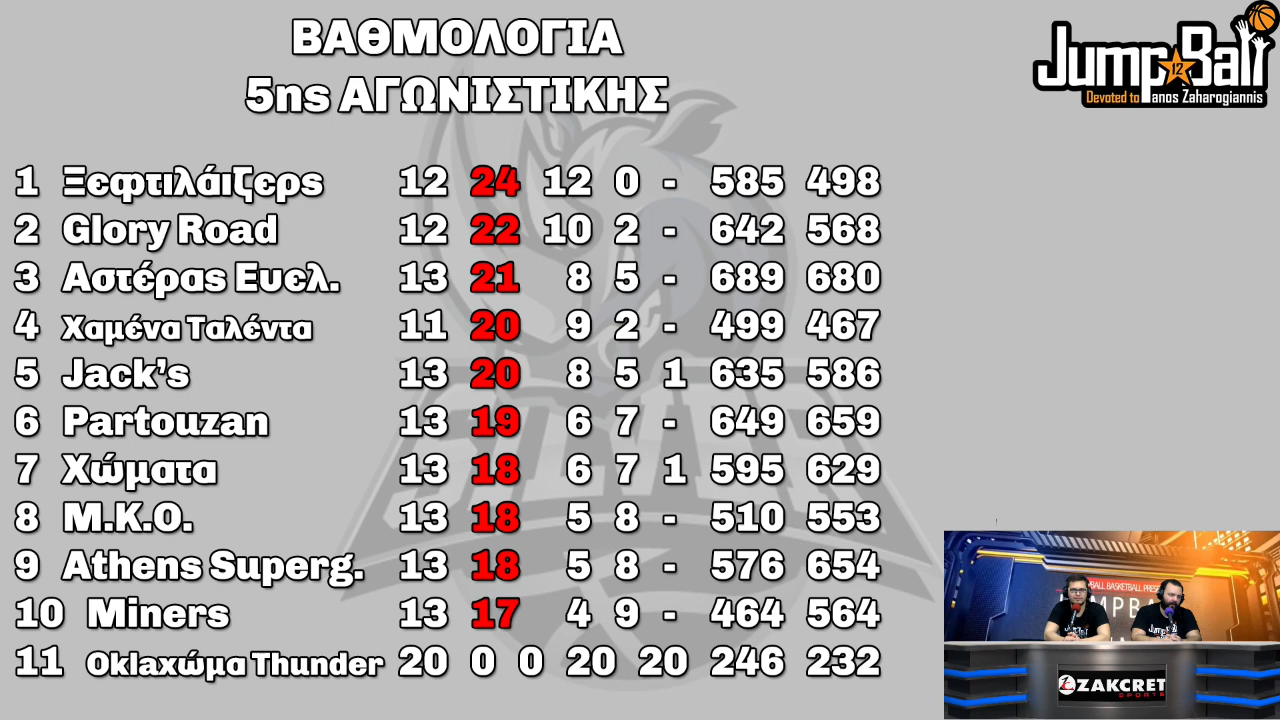 ΒΑΘΜΟΛΟΓΙΑ
5ns ΑΓΩΝΙΣΤΙΚΗΣ
Jump Ball
12
Devoted to Panos Zaharogiannis
1 Ξεφτιλάιζερs 12 24 12 0 - 585 498
2 Glory Road 12 22 10 2 - 642 568
3 Αστέραs Ευελ. 13 21 8 5 - 689 680
4 Χαμένα Ταλέντα 11 20 9 2 - 499 467
5 Jack's 13 20 8 5 1 635 586
6 Partouzan 13 19 6 7 - 649 659
7 Χώματα 13 18 6 7 1 595 629
8 M.K.O. 13 18 5 8 - 510 553
9 Athens Superg. 13 18 5 8 - 576 654
10 Miners 13 17 4 9 - 464 564
11 Oklaχώμα Thunder 20 0 0 20 20 246 232
ZAKCRET
SPORTS